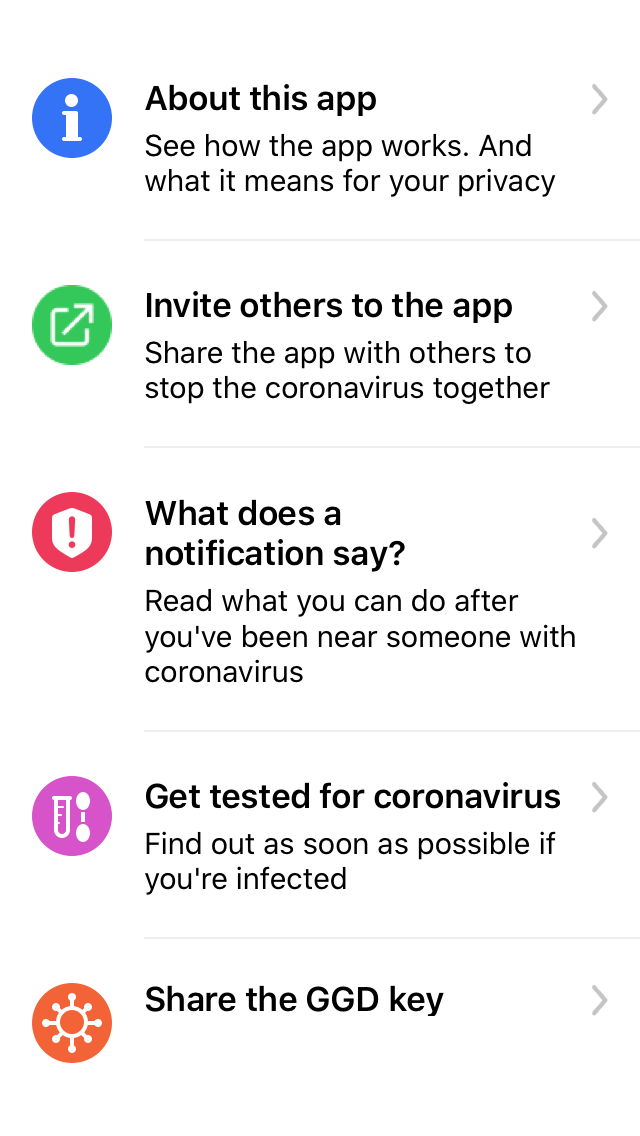 About this app
See how the app works. And
what it means for your privacy
Invite others to the app
Share the app with others to
stop the coronavirus together
What does a
notification say?
Read what you can do after
you've been near someone with
coronavirus
Get tested for coronavirus
Find out as soon as possible if
you're infected
Share the GGD key